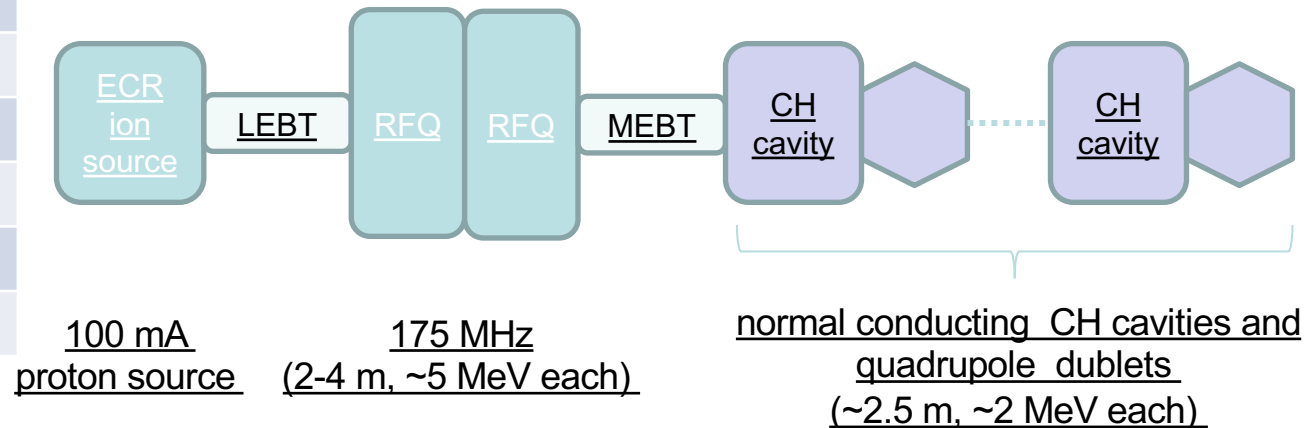 ECR
ion
source
LEBT
RFQ
RFQ
MEBT
CH
cavity
CH
cavity
100 mA
proton source
175 MHz
(2-4 m, ~5 MeV each)
normal conducting CH cavities and
quadrupole dublets
(~2.5 m, ~2 MeV each)